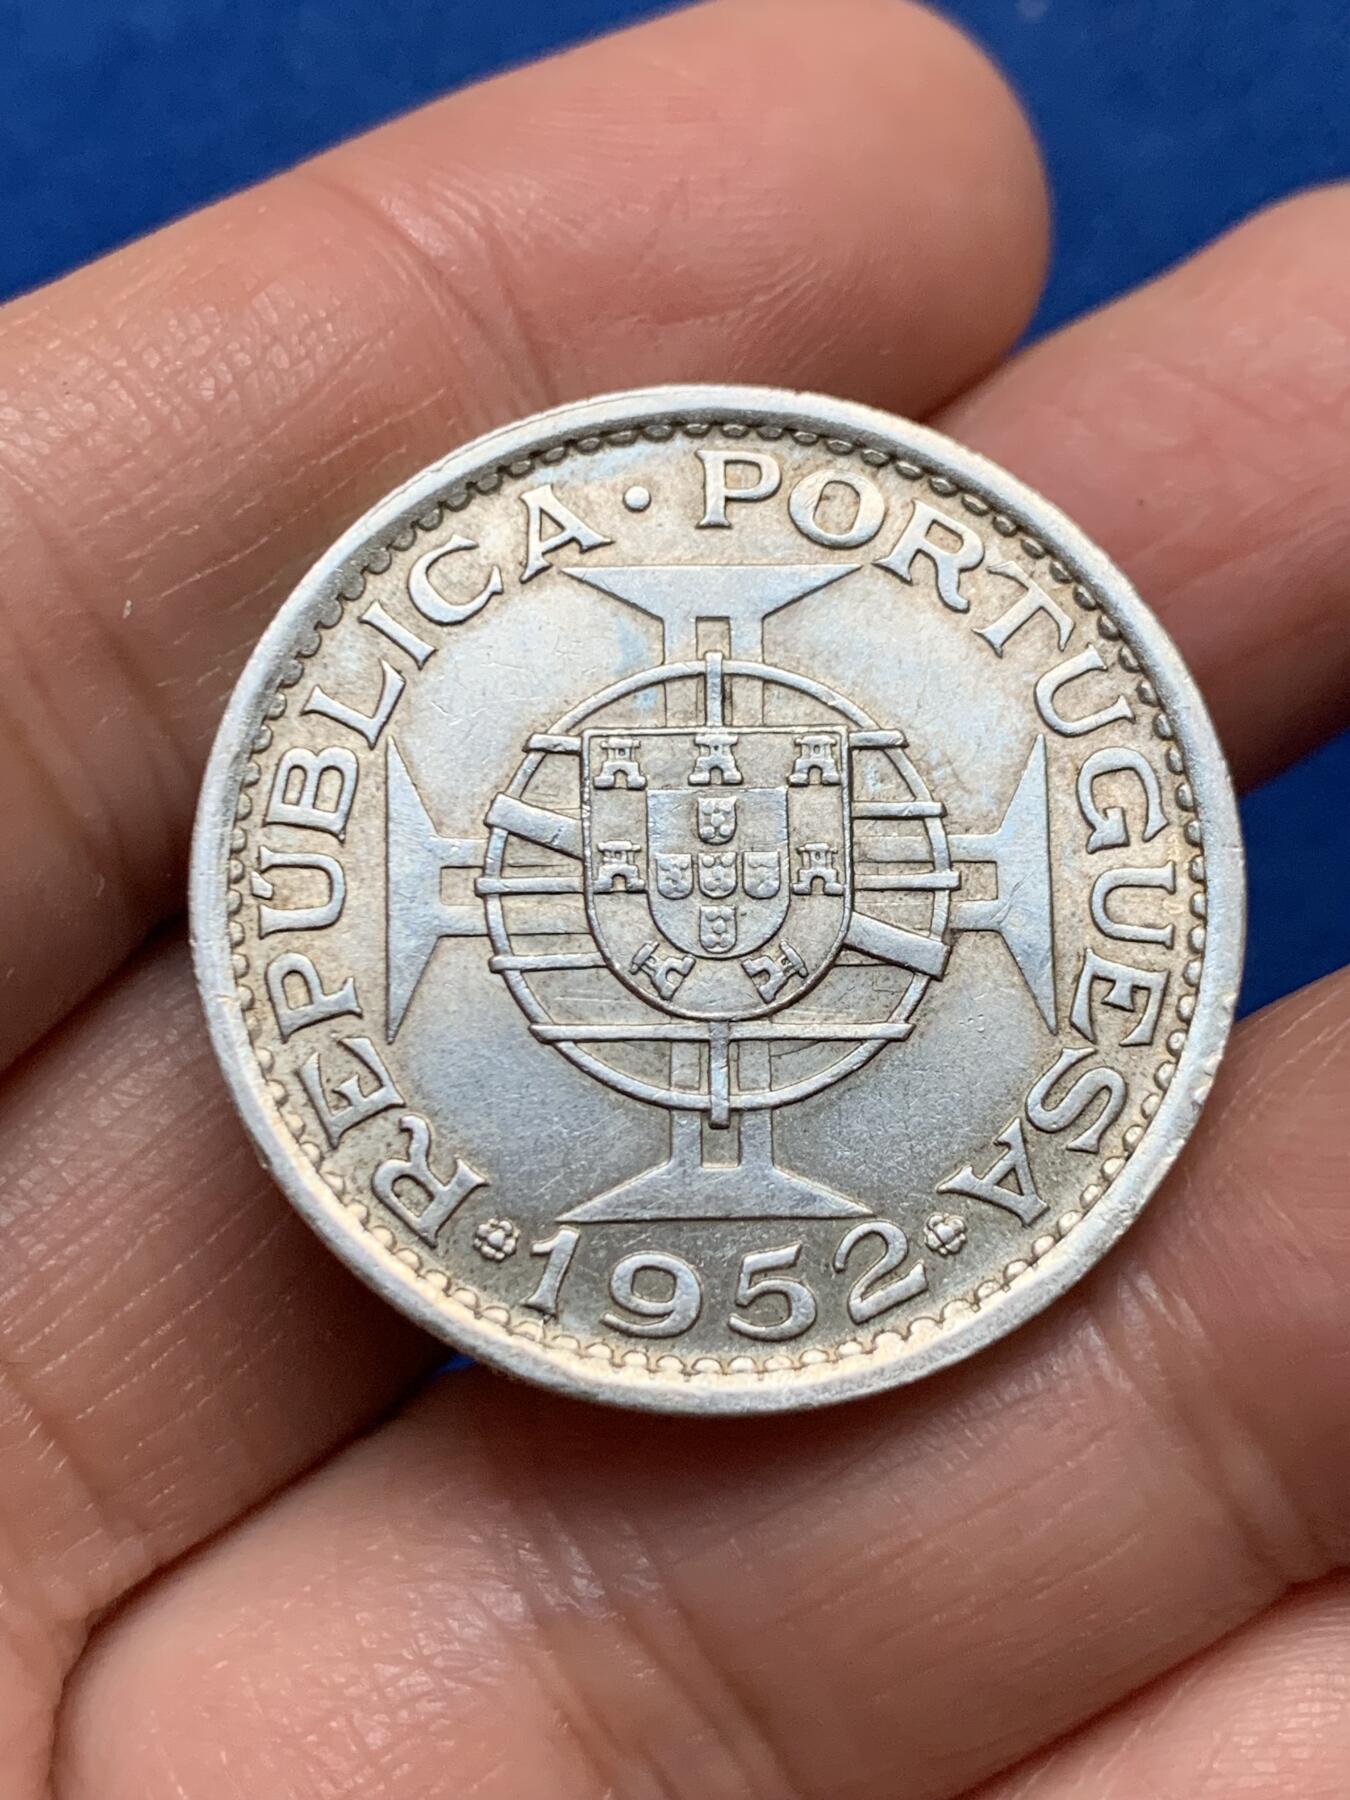 REPÚBLICA · PORTUGUESA
1952